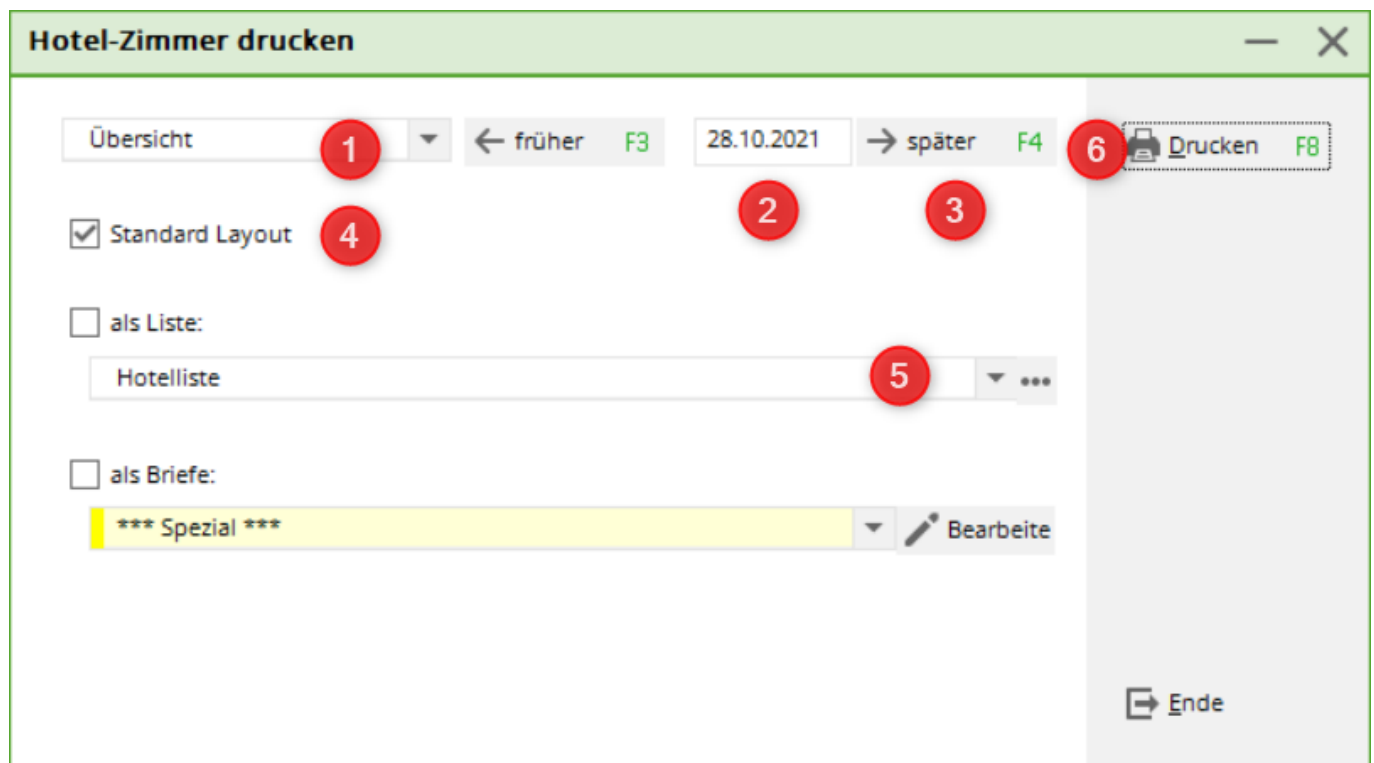 Hotel-Zimmer drucken
Übersicht 1 früher F3 28.10.2021 später F4 6 Drucken F8
2 3
Standard Layout 4
als Liste:
Hotelliste 5 •••
als Briefe:
*** Spezial *** Bearbeite
Ende